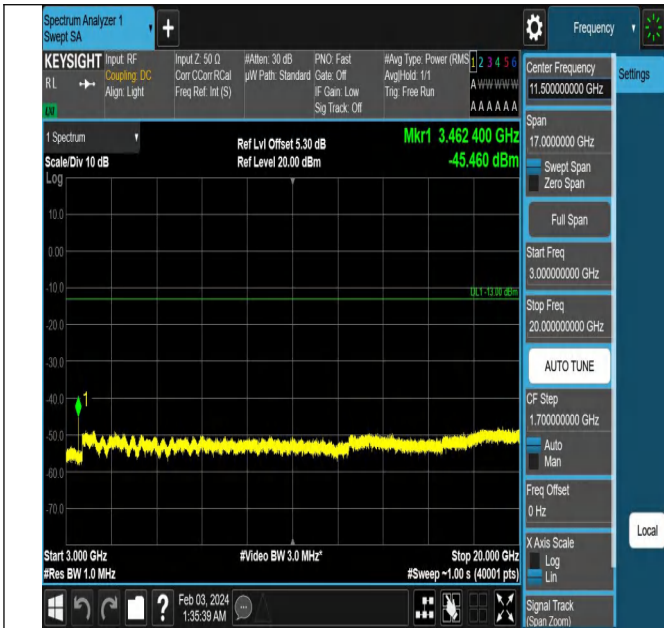 Spectrum Analyzer 1
Swept SA
+
Frequency
KEYSIGHT
RL
LXI
Input: RF
Coupling: DC
Align: Light
Input Z: 50 Ω
Corr CCorr RCal
Freq Ref: Int (S)
#Atten: 30 dB
µW Path: Standard
PNO: Fast
Gate: Off
IF Gain: Low
Sig Track: Off
#Avg Type: Power (RMS
Avg|Hold: 1/1
Trig: Free Run
1 2 3 4 5 6
A W W W W W
A A A A A A
1 Spectrum
Scale/Div 10 dB
Log
Ref Lvl Offset 5.30 dB
Ref Level 20.00 dBm
Mkr1 3.462 400 GHz
-45.460 dBm
10.0
0.00
-10.0
DL1 -13.00 dBm
-20.0
-30.0
-40.0
1
-50.0
-60.0
-70.0
Start 3.000 GHz
#Res BW 1.0 MHz
#Video BW 3.0 MHz*
Stop 20.000 GHz
#Sweep ~1.00 s (40001 pts)
Feb 03, 2024
1:35:39 AM
?
Center Frequency
11.500000000 GHz
Settings
Span
17.0000000 GHz
Swept Span
Zero Span
Full Span
Start Freq
3.000000000 GHz
Stop Freq
20.000000000 GHz
AUTO TUNE
CF Step
1.700000000 GHz
Auto
Man
Freq Offset
0 Hz
Local
X Axis Scale
Log
Lin
Signal Track
(Span Zoom)